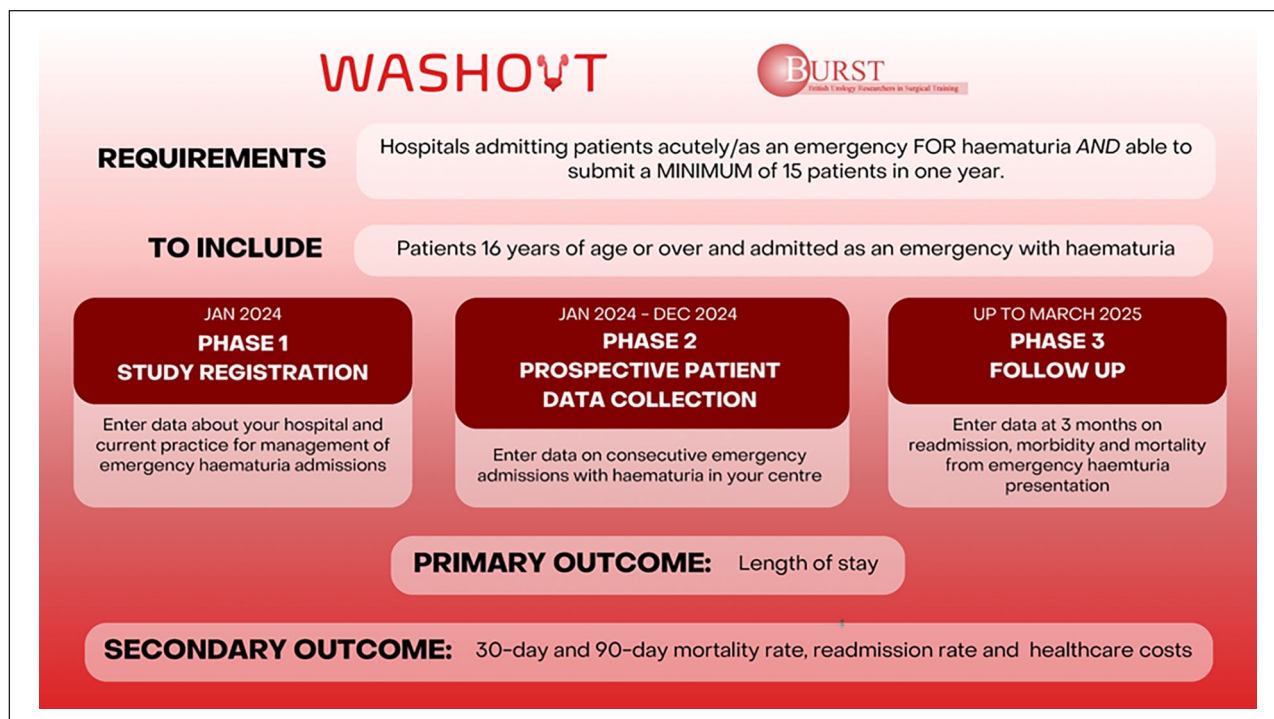 WASHOUT
BURST
British Urology Researchers in Surgical Training
REQUIREMENTS
Hospitals admitting patients acutely/as an emergency FOR haematuria AND able to
submit a MINIMUM of 15 patients in one year.
TO INCLUDE
Patients 16 years of age or over and admitted as an emergency with haematuria
JAN 2024
PHASE 1
STUDY REGISTRATION
Enter data about your hospital and
current practice for management of
emergency haematuria admissions
JAN 2024 – DEC 2024
PHASE 2
PROSPECTIVE PATIENT
DATA COLLECTION
Enter data on consecutive emergency
admissions with haematuria in your centre
UP TO MARCH 2025
PHASE 3
FOLLOW UP
Enter data at 3 months on
readmission, morbidity and mortality
from emergency haemturia
presentation
PRIMARY OUTCOME: Length of stay
SECONDARY OUTCOME: 30-day and 90-day mortality rate, readmission rate and healthcare costs